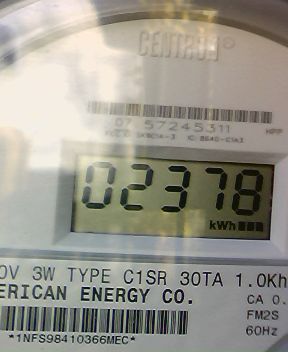 CENTRON®
07 57245311
HPP
02378
kWh
0V 3W TYPE C1SR 30TA 1.0Kh
ERICAN ENERGY CO.
CA 0.
FM2S
60Hz
*1NFS98410366MEC*